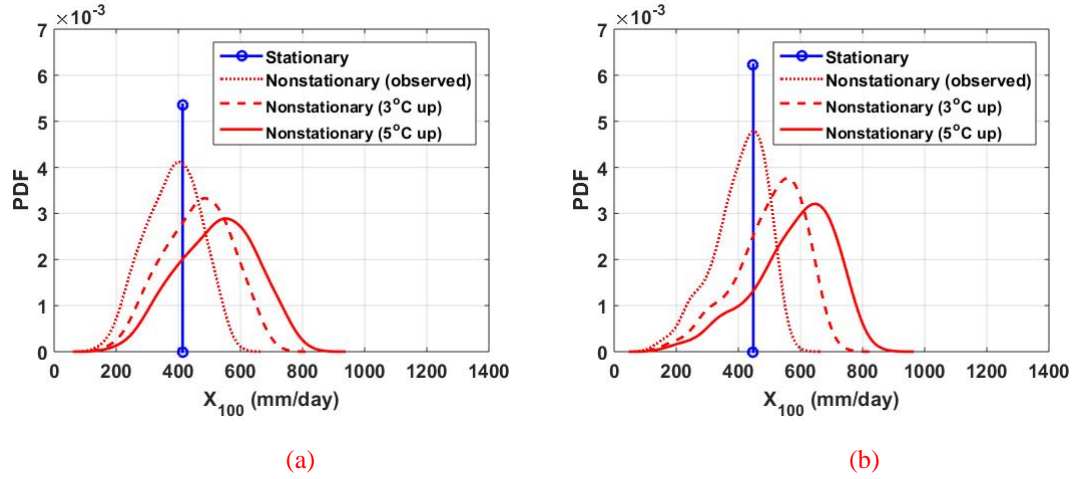 ×10⁻³
7
6
5
4
3
2
1
0
PDF
Stationary
Nonstationary (observed)
Nonstationary (3°C up)
Nonstationary (5°C up)
0 200 400 600 800 1000 1200 1400
X₁₀₀ (mm/day)
(a)
×10⁻³
7
6
5
4
3
2
1
0
PDF
Stationary
Nonstationary (observed)
Nonstationary (3°C up)
Nonstationary (5°C up)
0 200 400 600 800 1000 1200 1400
X₁₀₀ (mm/day)
(b)